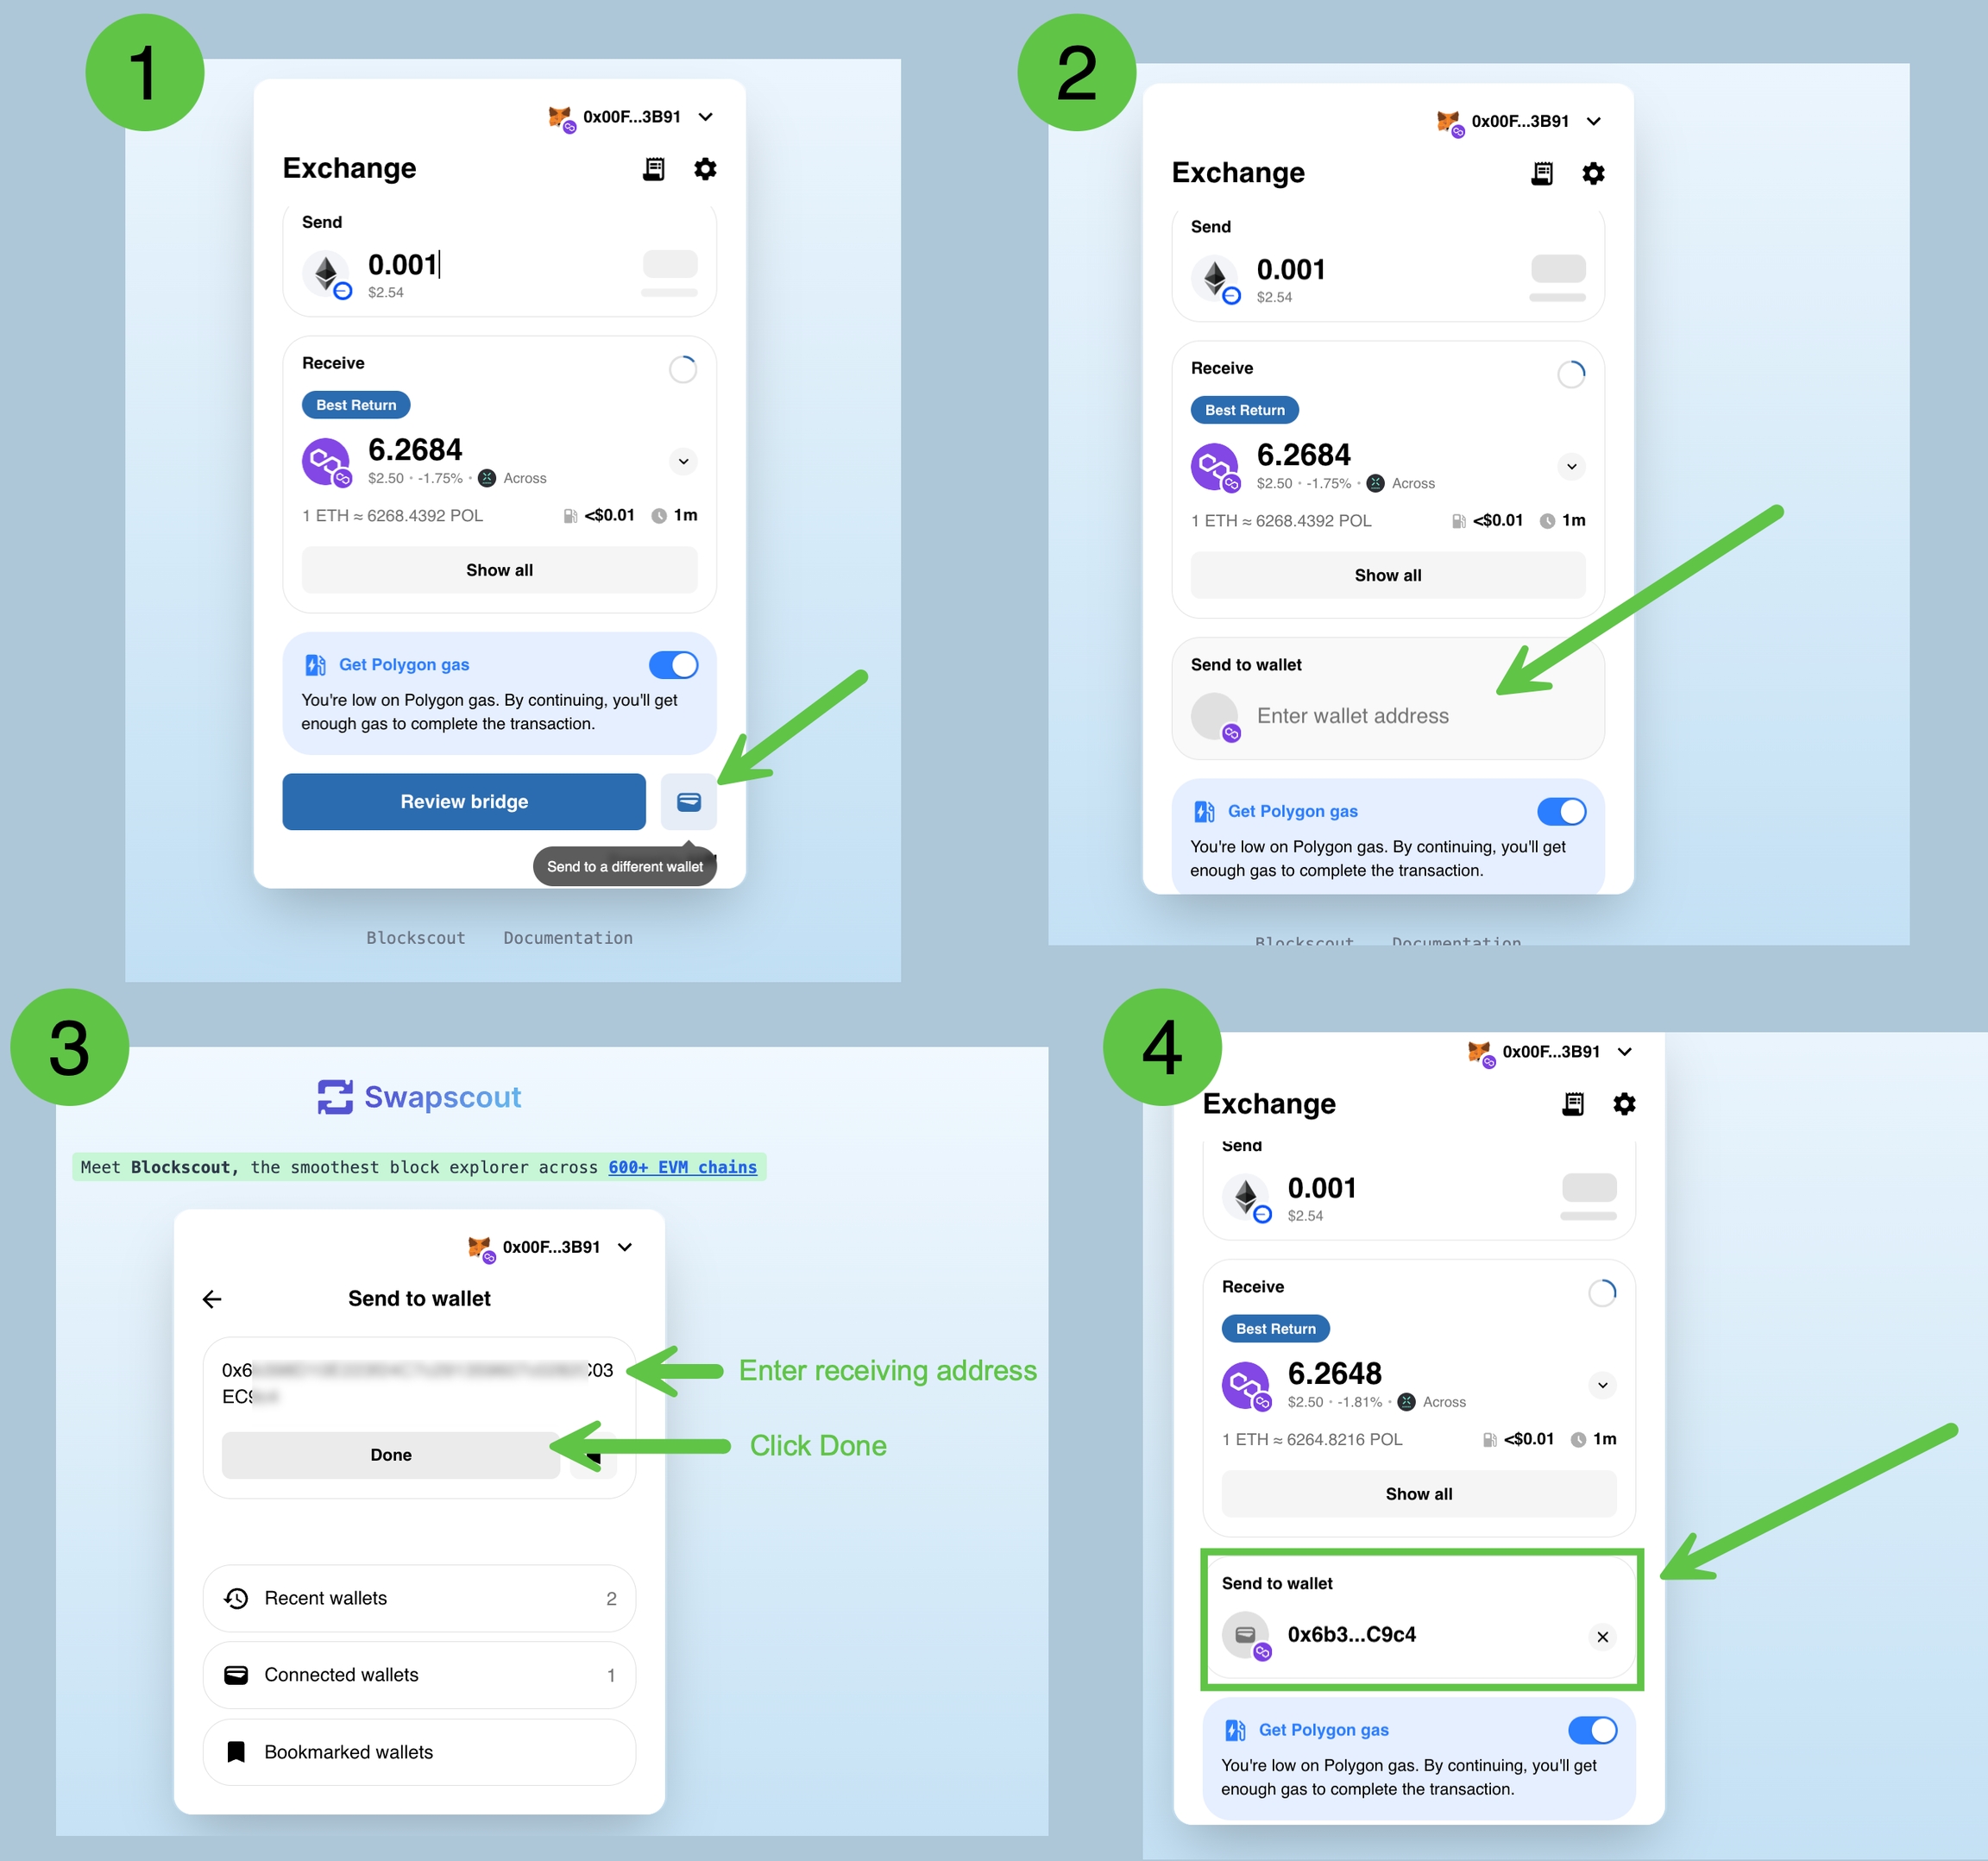 1
0x00F...3B91
Exchange
Send
0.001
$2.54
Receive
Best Return
6.2684
$2.50 • -1.75% • Across
1 ETH ≈ 6268.4392 POL <$0.01 1m
Show all
Get Polygon gas
You're low on Polygon gas. By continuing, you'll get
enough gas to complete the transaction.
Review bridge
Send to a different wallet
Blockscout Documentation
2
0x00F...3B91
Exchange
Send
0.001
$2.54
Receive
Best Return
6.2684
$2.50 • -1.75% • Across
1 ETH ≈ 6268.4392 POL <$0.01 1m
Show all
Send to wallet
Enter wallet address
Get Polygon gas
You're low on Polygon gas. By continuing, you'll get
enough gas to complete the transaction.
Blockscout Documentation
3
Swapscout
Meet Blockscout, the smoothest block explorer across 600+ EVM chains
0x00F...3B91
Send to wallet
Enter receiving address
Done
Click Done
Recent wallets 2
Connected wallets 1
Bookmarked wallets
4
0x00F...3B91
Exchange
Send
0.001
$2.54
Receive
Best Return
6.2648
$2.50 • -1.81% • Across
1 ETH ≈ 6264.8216 POL <$0.01 1m
Show all
Send to wallet
0x6b3...C9c4
Get Polygon gas
You're low on Polygon gas. By continuing, you'll get
enough gas to complete the transaction.